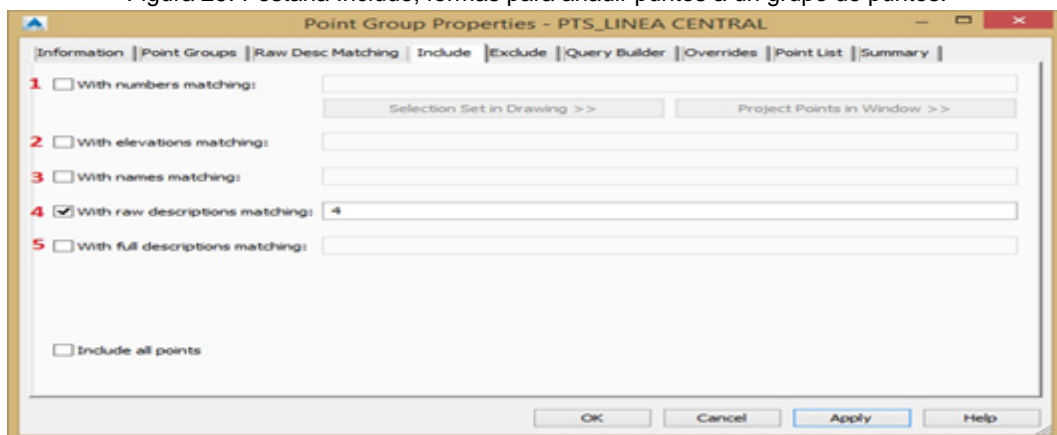 Figura 25. Pestaña Include, formas para añadir puntos a un grupo de puntos.
Point Group Properties - PTS_LINEA CENTRAL
Information Point Groups Raw Desc Matching Include Exclude Query Builder Overrides Point List Summary
1 With numbers matching:
Selection Set in Drawing >> Project Points in Window >>
2 With elevations matching:
3 With names matching:
4 With raw descriptions matching: 4
5 With full descriptions matching:
Include all points
OK Cancel Apply Help